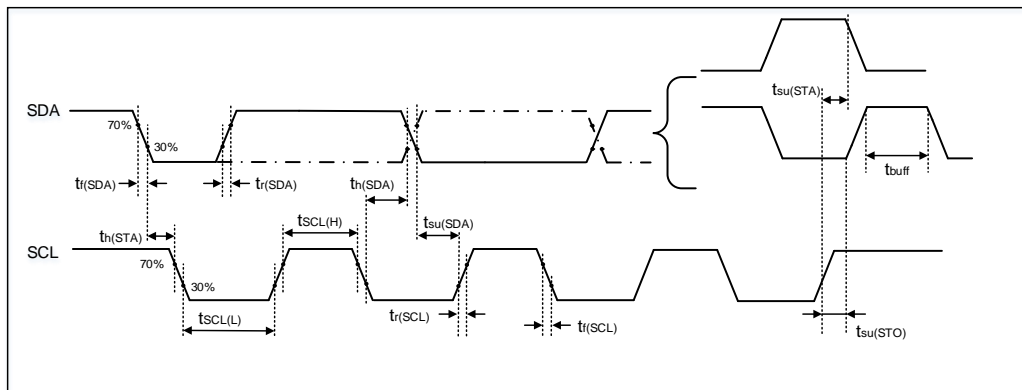 tsu(STA)
SDA
70%
30%
tbuff
tf(SDA)
tr(SDA)
th(SDA)
tSCL(H)
tsu(SDA)
th(STA)
SCL
70%
30%
tSCL(L)
tr(SCL)
tf(SCL)
tsu(STO)